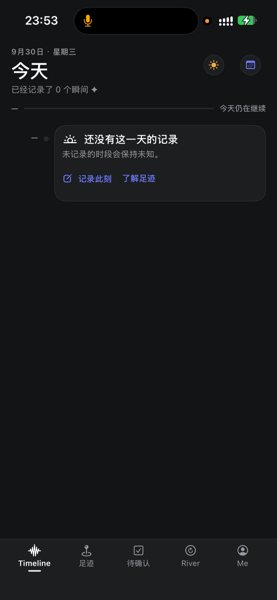 23:53
9月30日 · 星期三
今天
已经记录了 0 个瞬间
今天仍在继续
还没有这一天的记录
未记录的时段会保持未知。
记录此刻 了解足迹
Timeline 足迹 待确认 River Me